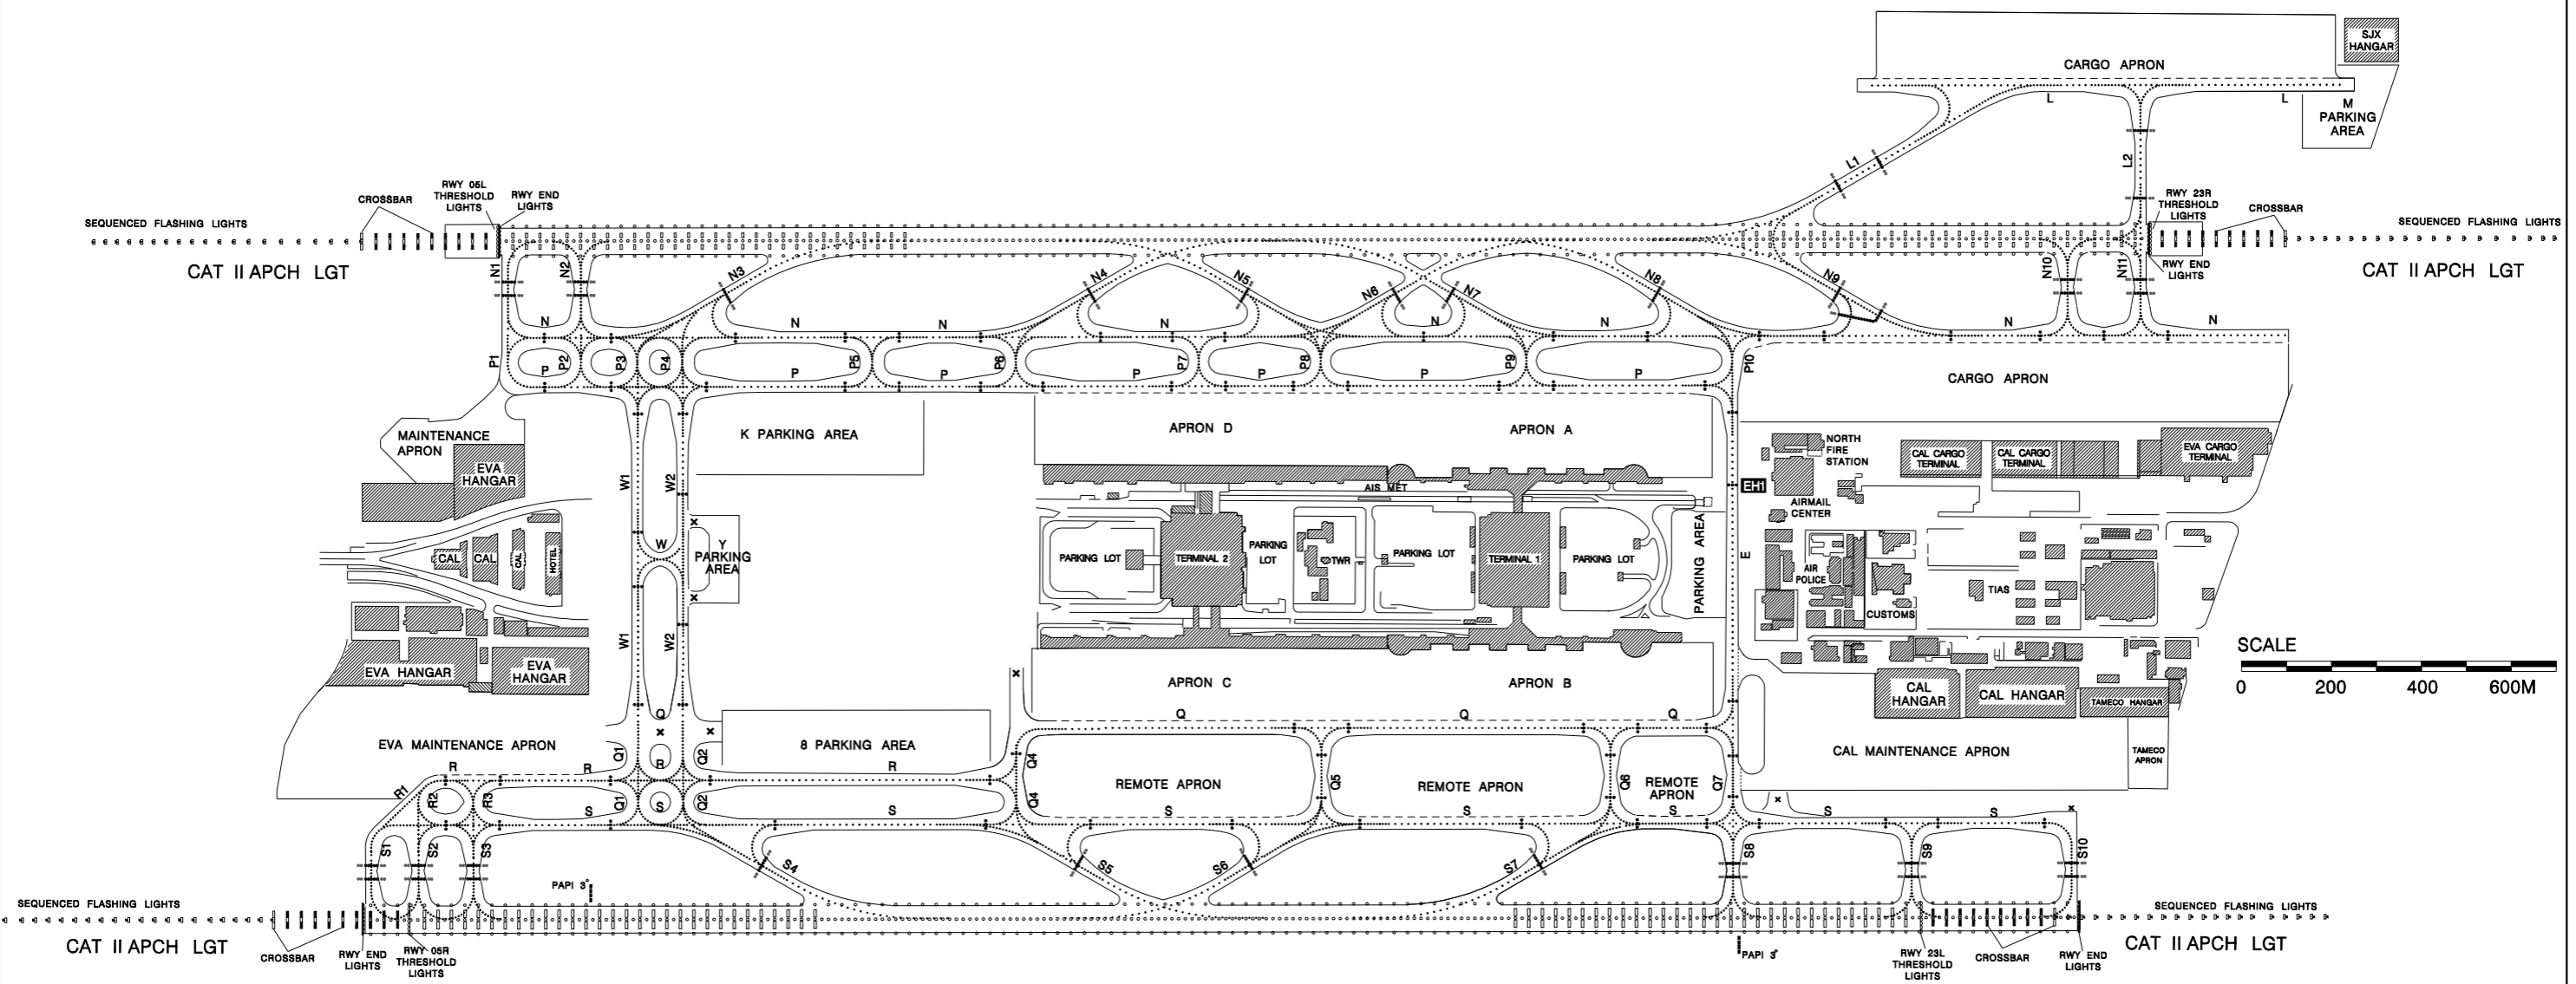 SJX
HANGAR
CARGO APRON
L
L
M
PARKING
AREA
L1
L2
RWY 05L
THRESHOLD
LIGHTS
RWY END
LIGHTS
CROSSBAR
SEQUENCED FLASHING LIGHTS
CAT II APCH LGT
RWY 23R
THRESHOLD
LIGHTS
CROSSBAR
SEQUENCED FLASHING LIGHTS
RWY END
LIGHTS
CAT II APCH LGT
N1
N2
N3
N4
N5
N6
N7
N8
N9
N10
N11
N
N
N
N
N
N
N
N
P1
P2
P3
P4
P5
P6
P7
P8
P9
P10
P
P
P
P
P
P
P
CARGO APRON
MAINTENANCE
APRON
EVA
HANGAR
K PARKING AREA
APRON D
APRON A
NORTH
FIRE
STATION
CAL CARGO
TERMINAL
CAL CARGO
TERMINAL
EVA CARGO
TERMINAL
W1
W2
AIS MET
EH1
AIRMAIL
CENTER
CAL
CAL
CAL
HOTEL
W
Y
PARKING
AREA
PARKING LOT
TERMINAL 2
PARKING
LOT
TWR
PARKING LOT
TERMINAL 1
PARKING LOT
PARKING AREA
E
AIR
POLICE
CUSTOMS
TIAS
W1
W2
EVA HANGAR
EVA
HANGAR
APRON C
APRON B
CAL
HANGAR
CAL HANGAR
TAMECO HANGAR
SCALE
0
200
400
600M
Q
Q
Q
Q
EVA MAINTENANCE APRON
Q1
Q2
8 PARKING AREA
CAL MAINTENANCE APRON
TAMECO
APRON
R
R
R
R
R1
R2
R3
Q1
Q2
Q4
Q4
REMOTE APRON
Q5
REMOTE APRON
Q6
REMOTE
APRON
Q7
S
S
S
S
S
S
S
S
S1
S2
S3
S4
S5
S6
S7
S8
S9
S10
PAPI 3°
SEQUENCED FLASHING LIGHTS
CAT II APCH LGT
CROSSBAR
RWY END
LIGHTS
RWY 05R
THRESHOLD
LIGHTS
PAPI 3°
RWY 23L
THRESHOLD
LIGHTS
CROSSBAR
RWY END
LIGHTS
SEQUENCED FLASHING LIGHTS
CAT II APCH LGT